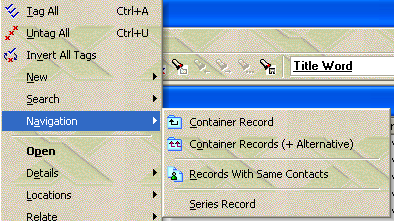 Tag All Ctrl+A
Untag All Ctrl+U
Invert All Tags
New
Search
Navigation
Open
Details
Locations
Relate
Title Word
Container Record
Container Records (+ Alternative)
Records With Same Contacts
Series Record